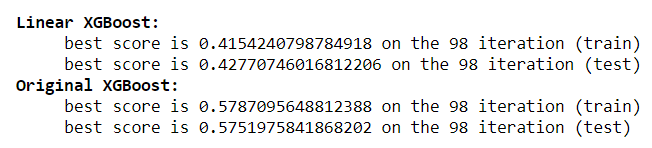 Linear XGBoost:
best score is 0.4154240798784918 on the 98 iteration (train)
best score is 0.42770746016812206 on the 98 iteration (test)
Original XGBoost:
best score is 0.5787095648812388 on the 98 iteration (train)
best score is 0.5751975841868202 on the 98 iteration (test)